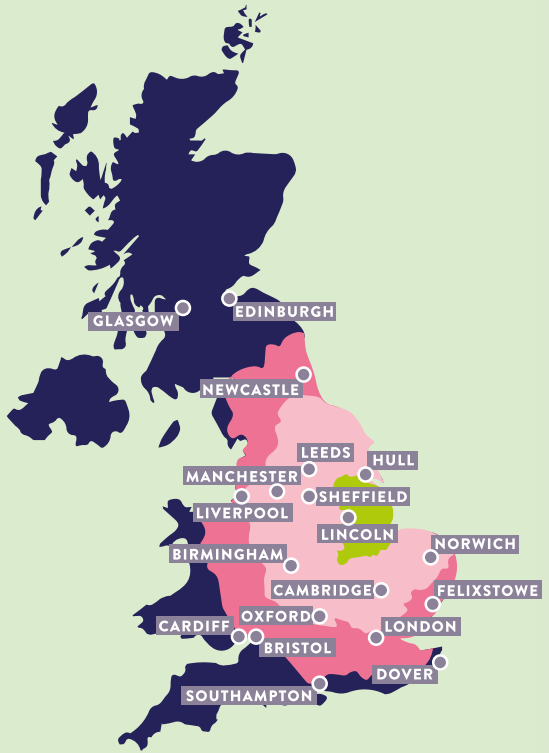 EDINBURGH
GLASGOW
NEWCASTLE
LEEDS
HULL
MANCHESTER
SHEFFIELD
LIVERPOOL
LINCOLN
NORWICH
BIRMINGHAM
CAMBRIDGE
FELIXSTOWE
OXFORD
CARDIFF
LONDON
BRISTOL
DOVER
SOUTHAMPTON